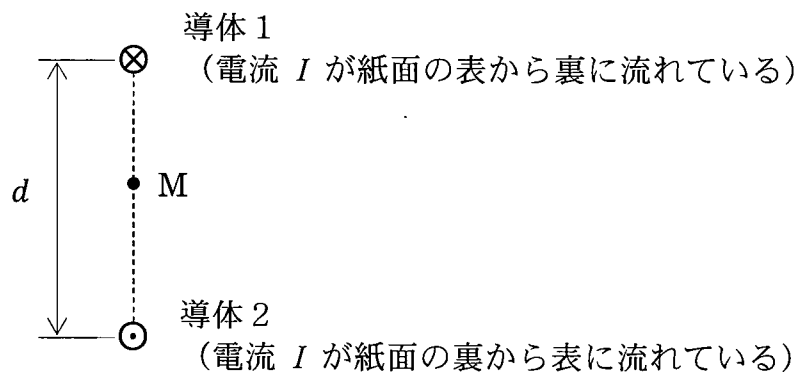 導体1
（電流 I が紙面の表から裏に流れている）
d
M
導体2
（電流 I が紙面の裏から表に流れている）